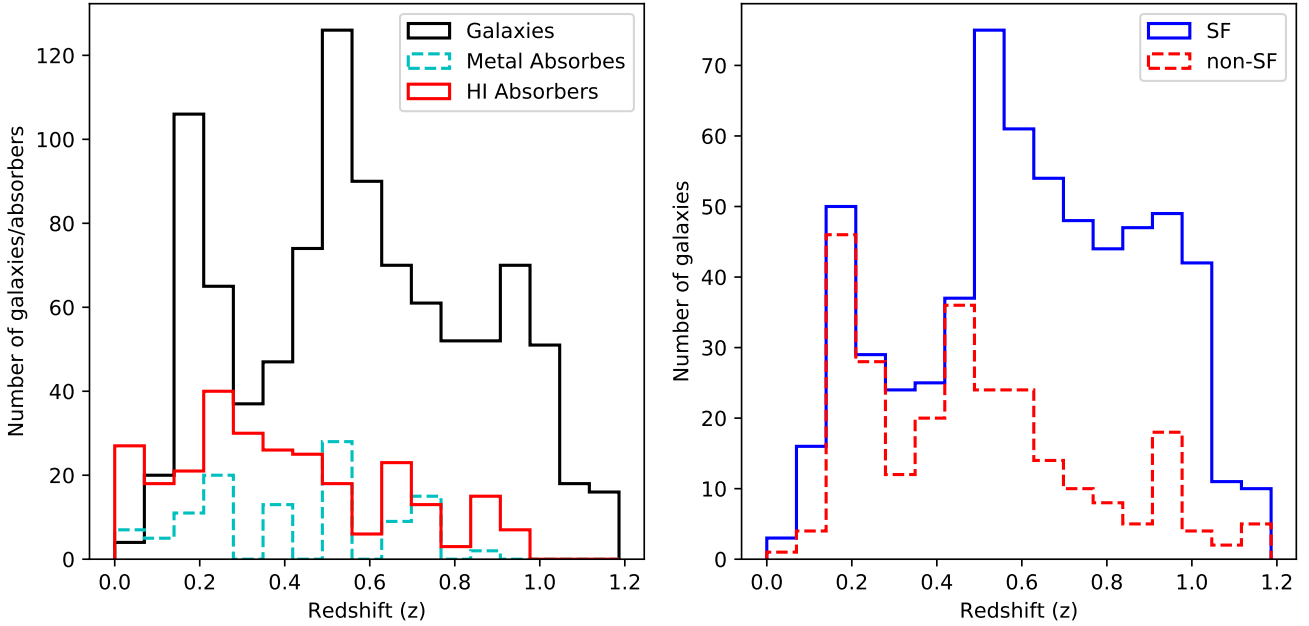 Galaxies
Metal Absorbes
HI Absorbers
Number of galaxies/absorbers
120
100
80
60
40
20
0
0.0 0.2 0.4 0.6 0.8 1.0 1.2
Redshift (z)
SF
non-SF
Number of galaxies
70
60
50
40
30
20
10
0
0.0 0.2 0.4 0.6 0.8 1.0 1.2
Redshift (z)